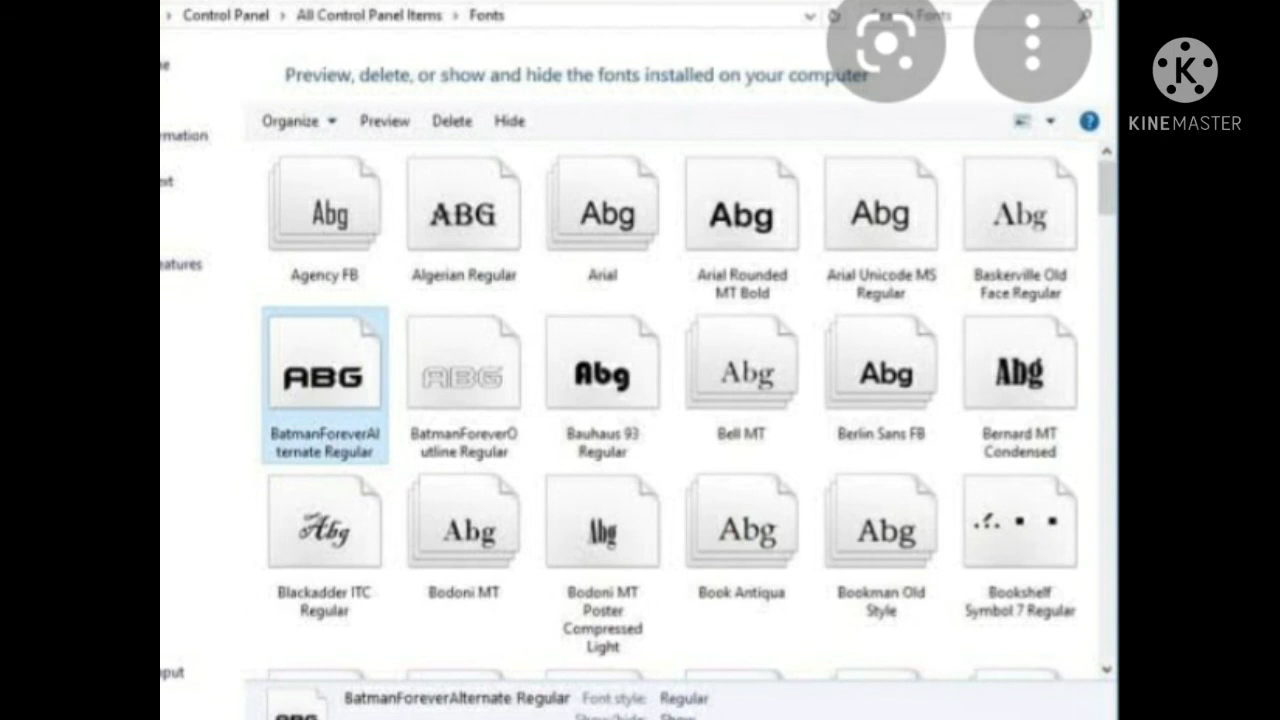 Control Panel > All Control Panel Items > Fonts
Preview, delete, or show and hide the fonts installed on your computer
Organize Preview Delete Hide
KINEMASTER
Abg ABG Abg Abg Abg Abg
Agency FB
Algerian Regular
Arial
Arial Rounded
MT Bold
Arial Unicode MS
Regular
Baskerville Old
Face Regular
ABG ABG Abg Abg Abg Abg
BatmanForeverAl
ternate Regular
BatmanForeverO
utline Regular
Bauhaus 93
Regular
Bell MT
Berlin Sans FB
Bernard MT
Condensed
Abg Abg Abg Abg Abg
Blackadder ITC
Regular
Bodoni MT
Bodoni MT
Poster
Compressed
Light
Book Antiqua
Bookman Old
Style
Bookshelf
Symbol 7 Regular
BatmanForeverAlternate Regular Font style: Regular